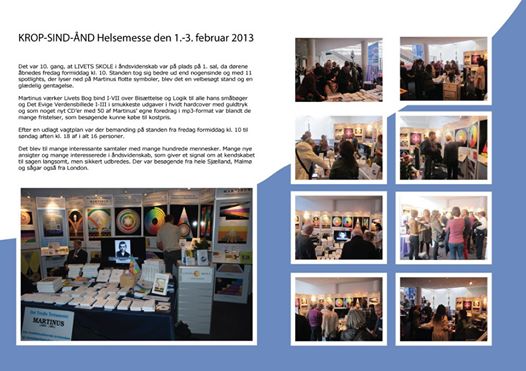 KROP-SIND-ÅND Helsemesse den 1.-3. februar 2013
Det var 10. gang, at LIVETS SKOLE i åndsvidenskab var på plads på 1. sal, da dørene
åbnedes fredag formiddag kl. 10. Standen tog sig bedre ud end nogensinde og med 11
spotlights, der lyser ned på Martinus flotte symboler, blev det en velbesøgt stand og en
glædelig gentagelse.
Martinus værker Livets Bog bind I-VII over Bisættelse og Logik til alle hans småbøger
og Det Evige Verdensbillede I-III i smukkeste udgaver i hvidt hardcover med guldtryk
og som noget nyt CD'er med 50 af Martinus' egne foredrag i mp3-format var blandt de
mange fristelser, som besøgende kunne købe til kostpris.
Efter en udlagt vagtplan var der bemanding på standen fra fredag formiddag kl. 10 til
søndag aften kl. 18 af i alt 16 personer.
Det blev til mange interessante samtaler med mange hundrede mennesker. Mange nye
ansigter og mange interesserede i åndsvidenskab, som giver et signal om at kendskabet
til sagen langsomt, men sikkert udbredes. Der var besøgende fra hele Sjælland, Malmø
og sågar også fra London.
MARTINUS
Det Tredie Testamente
MARTINUS